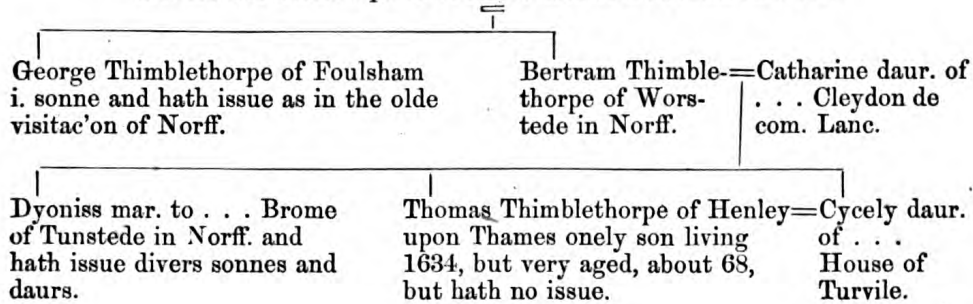 George Thimblethorpe of Foulsham
i. sonne and hath issue as in the olde
visitac'on of Norff.
Bertram Thimble-=Catharine daur. of
thorpe of Wors- . . . Cleydon de
tede in Norff. com. Lanc.
Dyoniss mar. to . . . Brome
of Tunstede in Norff. and
hath issue divers sonnes and
daurs.
Thomas Thimblethorpe of Henley=Cycely daur.
upon Thames onely son living of . . .
1634, but very aged, about 68, House of
but hath no issue. Turvile.